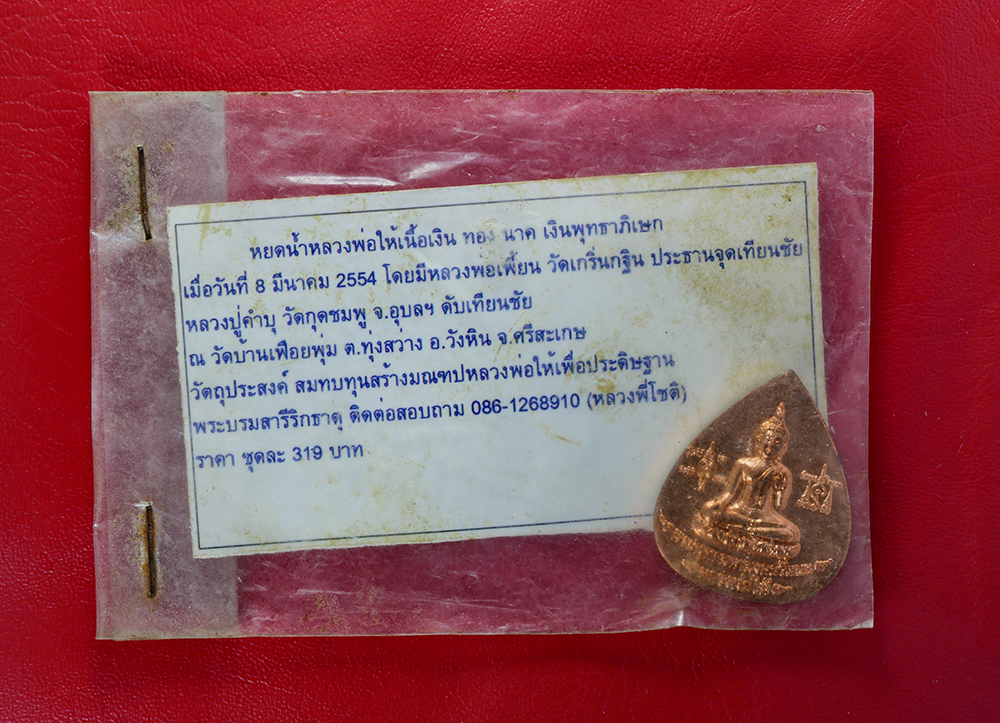 หยดน้ำหลวงพ่อให้เนื้อเงิน ทอง นาค เงินพุทธาภิเษก
เมื่อวันที่ 8 มีนาคม 2554 โดยมีหลวงพ่อเพี้ยน วัดเกริ่นกฐิน ประธานจุดเทียนชัย
หลวงปู่คำบุ วัดกุดชมพู จ.อุบลฯ ดับเทียนชัย
ณ วัดบ้านเฟือยพุ่ม ต.ทุ่งสว่าง อ.วังหิน จ.ศรีสะเกษ
วัตถุประสงค์ สมทบทุนสร้างมณฑปหลวงพ่อให้เพื่อประดิษฐาน
พระบรมสารีริกธาตุ ติดต่อสอบถาม 086-1268910 (หลวงพี่โชติ)
ราคา ชุดละ 319 บาท